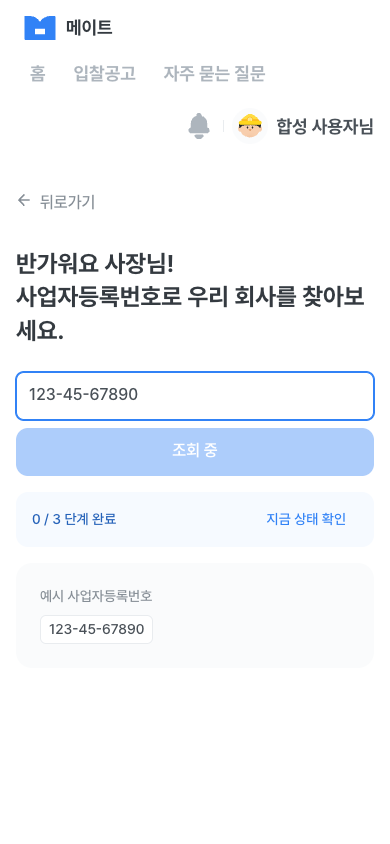 메이트
홈 입찰공고 자주 묻는 질문
합성 사용자님
뒤로가기
반가워요 사장님!
사업자등록번호로 우리 회사를 찾아보
세요.
123-45-67890
조회 중
0 / 3 단계 완료 지금 상태 확인
예시 사업자등록번호
123-45-67890